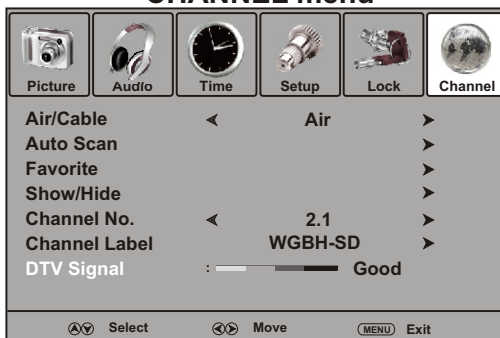 CHANNEL menu
Picture Audio Time Setup Lock Channel
Air/Cable Air
Auto Scan
Favorite
Show/Hide
Channel No. 2.1
Channel Label WGBH-SD
DTV Signal : Good
Select Move MENU Exit